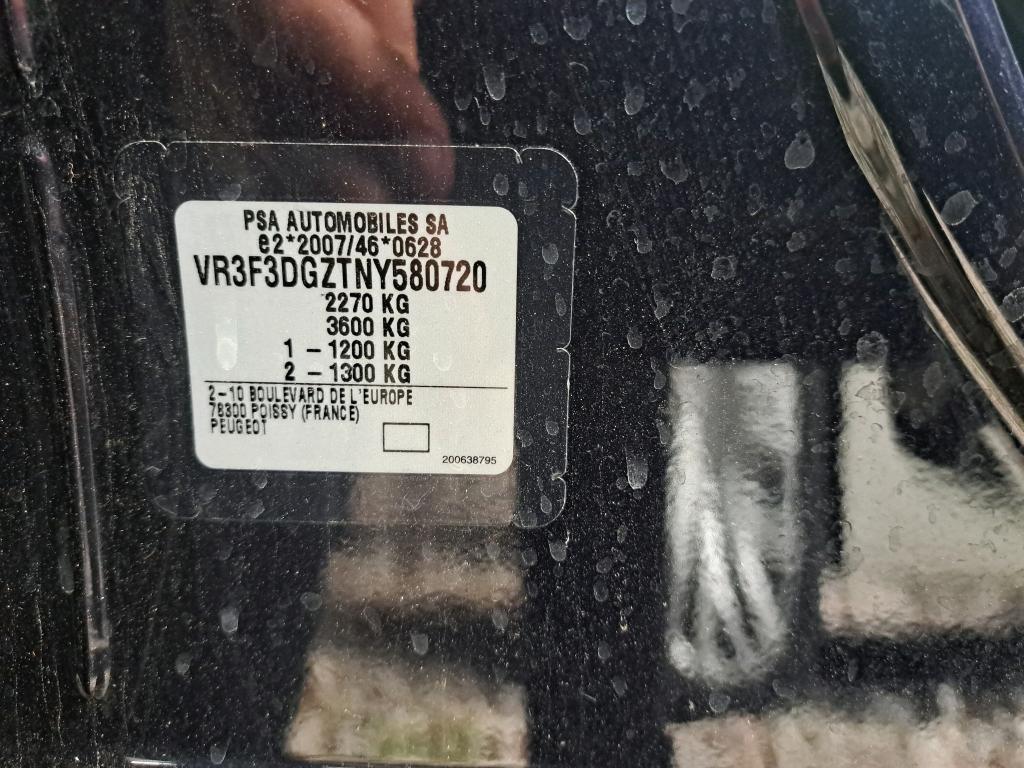 PSA AUTOMOBILES SA
e2*2007/46*0628
VR3F3DGZTNY580720
2270 KG
3600 KG
1 – 1200 KG
2 – 1300 KG
2–10 BOULEVARD DE L'EUROPE
78300 POISSY (FRANCE)
PEUGEOT
200638795